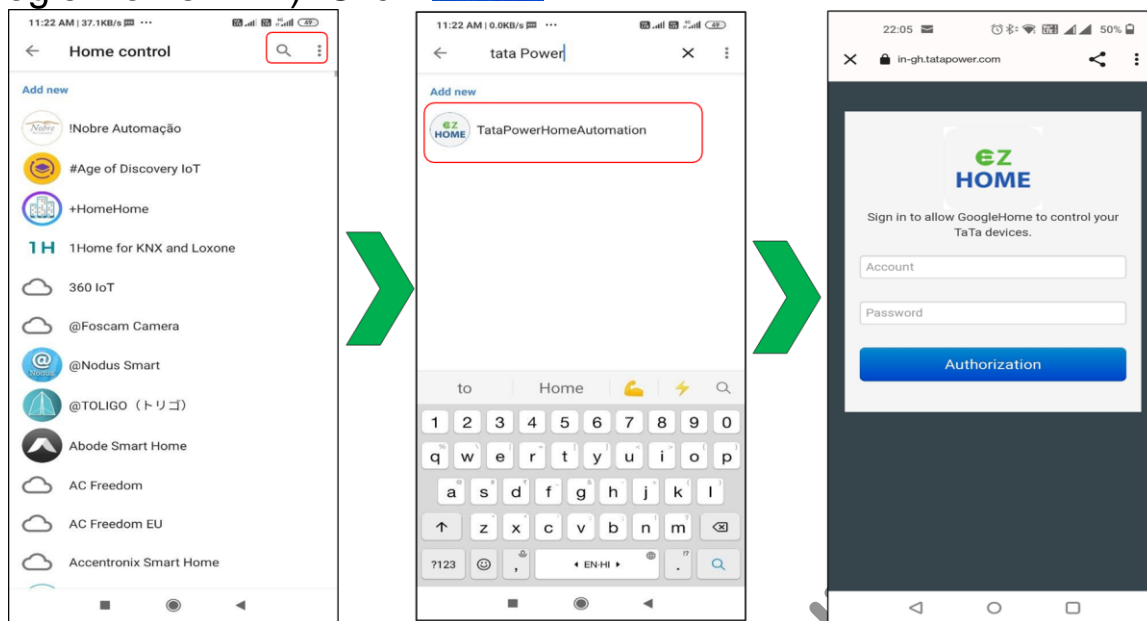 11:22 AM | 37.1KB/s ··· 49
Home control
Add new
Nobre !Nobre Automação
#Age of Discovery IoT
+HomeHome
1H 1Home for KNX and Loxone
360 IoT
@Foscam Camera
@ Nodus @Nodus Smart
@TOLIGO (トリゴ)
Abode Smart Home
AC Freedom
AC Freedom EU
Accentronix Smart Home
11:22 AM | 0.0KB/s ··· 49
tata Power
Add new
EZ HOME TataPowerHomeAutomation
to Home 💪 ⚡
1 2 3 4 5 6 7 8 9 0
q w e r t y u i o p
a s d f g h j k l
z x c v b n m
?123 , EN·HI .
22:05 50%
in-gh.tatapower.com
EZ
HOME
Sign in to allow GoogleHome to control your
TaTa devices.
Account
Password
Authorization